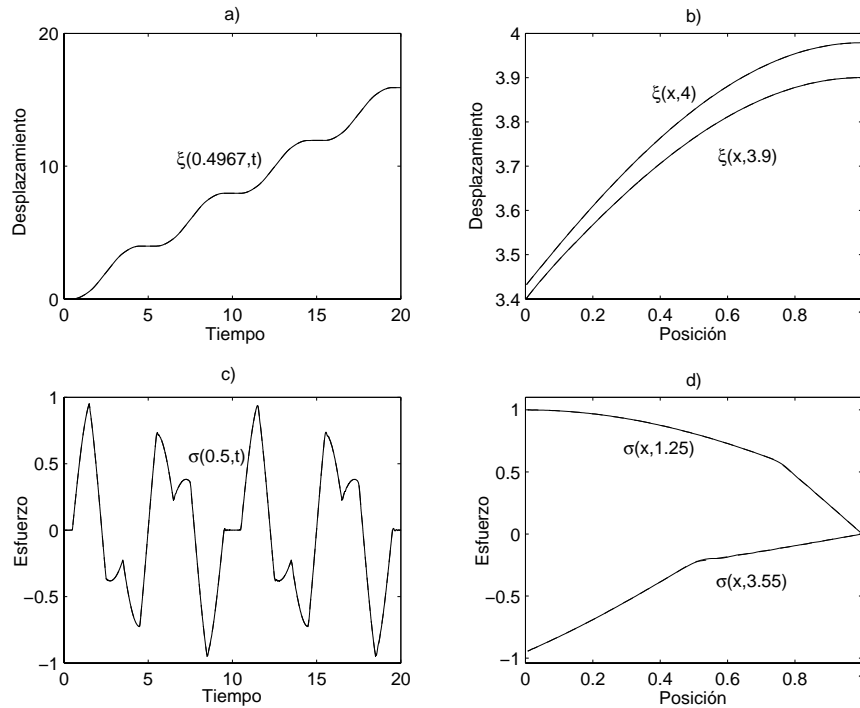 a)
20
10
0
Desplazamiento
ξ(0.4967,t)
0 5 10 15 20
Tiempo
b)
4
3.9
3.8
3.7
3.6
3.5
3.4
Desplazamiento
ξ(x,4)
ξ(x,3.9)
0 0.2 0.4 0.6 0.8 1
Posición
c)
1
0.5
0
−0.5
−1
Esfuerzo
σ(0.5,t)
0 5 10 15 20
Tiempo
d)
1
0.5
0
−0.5
−1
Esfuerzo
σ(x,1.25)
σ(x,3.55)
0 0.2 0.4 0.6 0.8 1
Posición